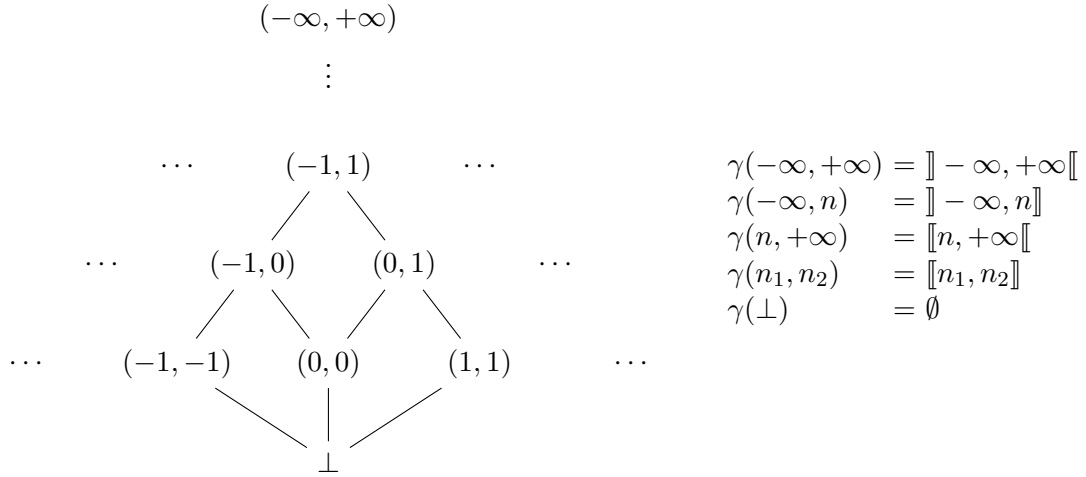 (−∞, +∞)
⋮
⋯ (−1, 1) ⋯
⋯ (−1, 0) (0, 1) ⋯
⋯ (−1, −1) (0, 0) (1, 1) ⋯
⊥
γ(−∞, +∞) = ⟧ − ∞, +∞⟦
γ(−∞, n) = ⟧ − ∞, n⟧
γ(n, +∞) = ⟦n, +∞⟦
γ(n₁, n₂) = ⟦n₁, n₂⟧
γ(⊥) = ∅